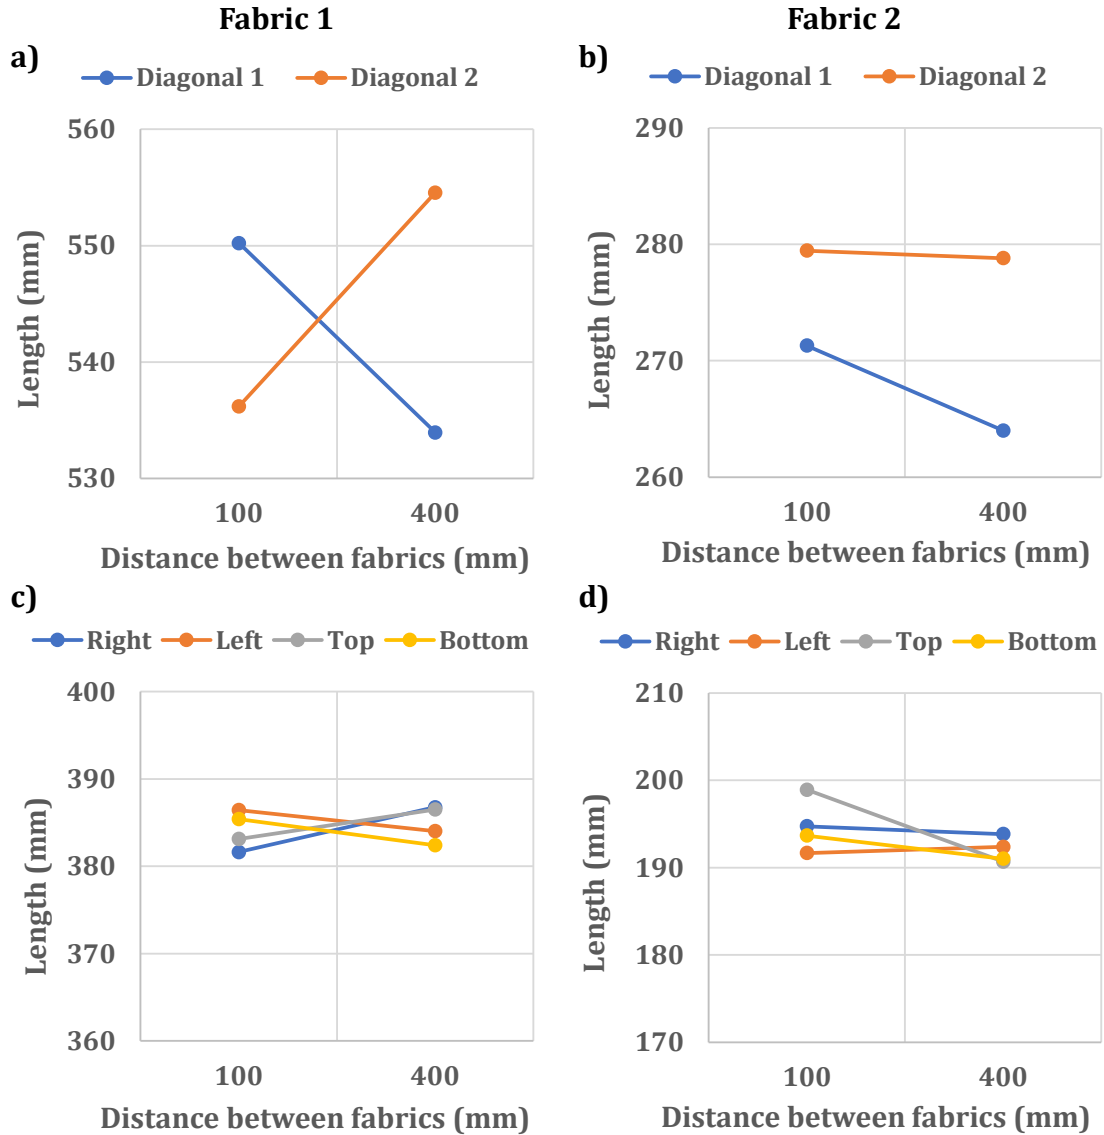 Fabric 1
Fabric 2
a)
Diagonal 1 Diagonal 2
560
550
540
530
Length (mm)
100 400
Distance between fabrics (mm)
b)
Diagonal 1 Diagonal 2
290
280
270
260
Length (mm)
100 400
Distance between fabrics (mm)
c)
Right Left Top Bottom
400
390
380
370
360
Length (mm)
100 400
Distance between fabrics (mm)
d)
Right Left Top Bottom
210
200
190
180
170
Length (mm)
100 400
Distance between fabrics (mm)